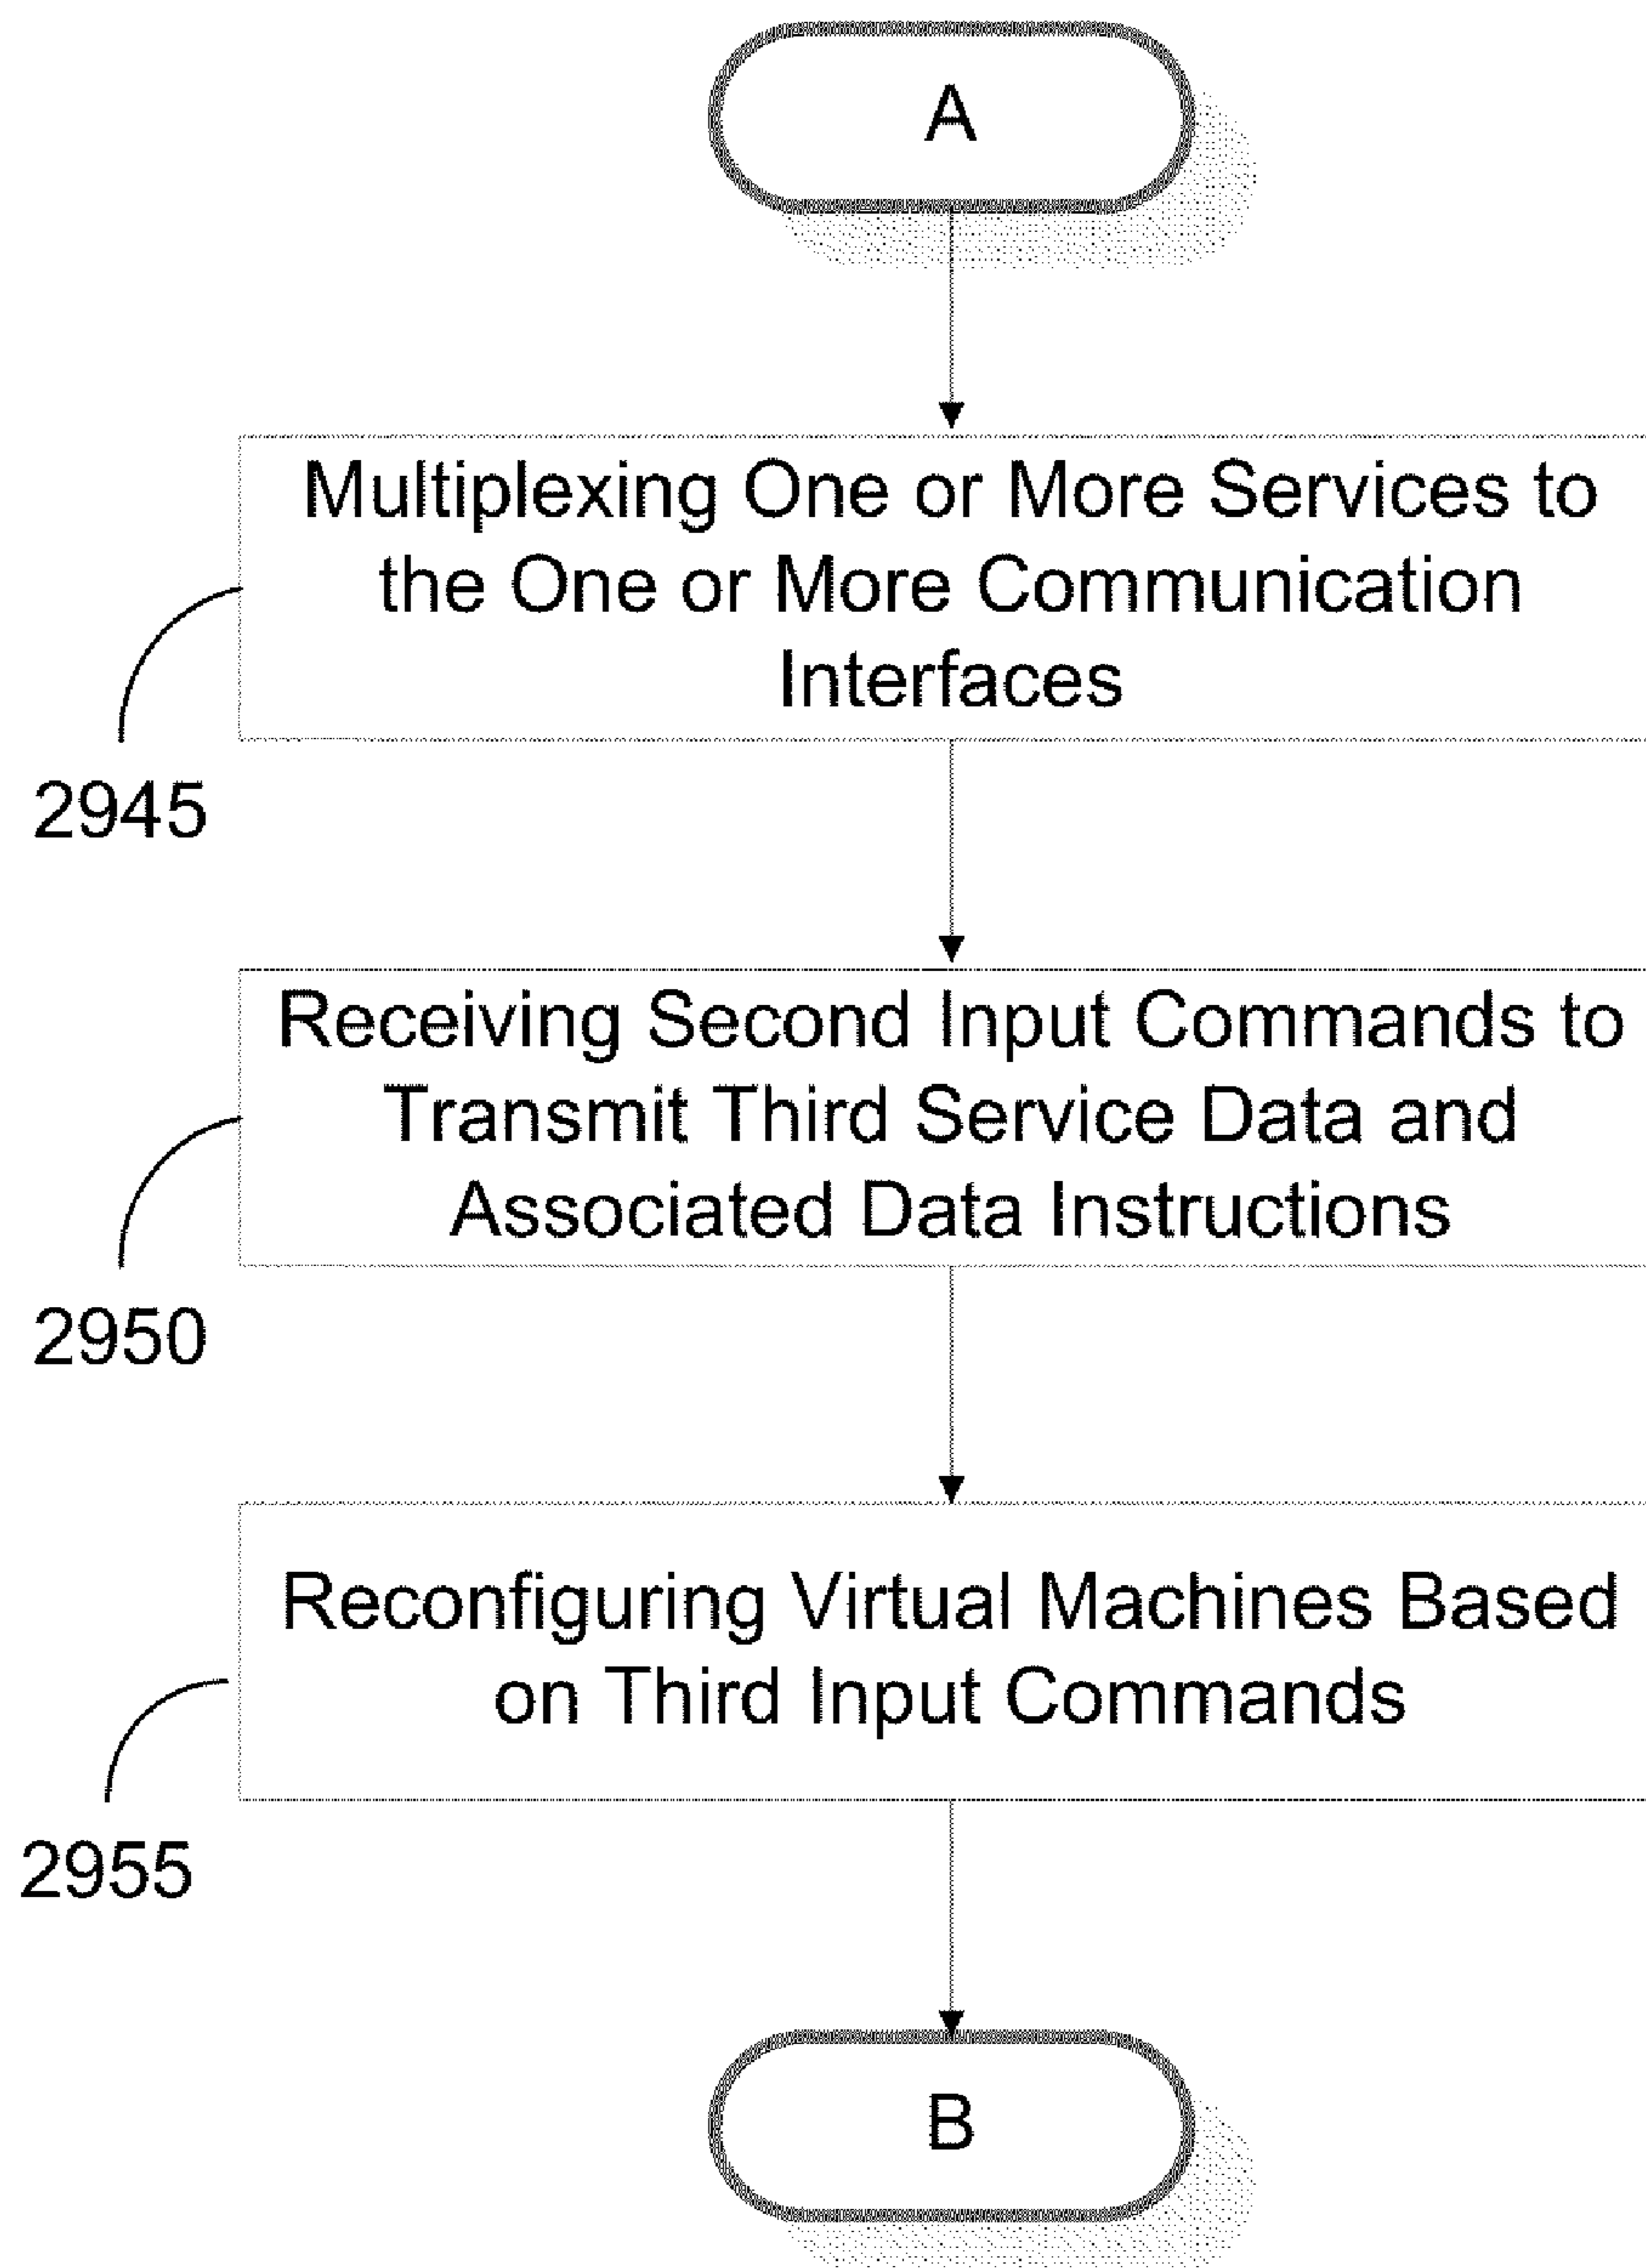 A
Multiplexing One or More Services to
the One or More Communication
Interfaces
2945
Receiving Second Input Commands to
Transmit Third Service Data and
Associated Data Instructions
2950
Reconfiguring Virtual Machines Based
on Third Input Commands
2955
B